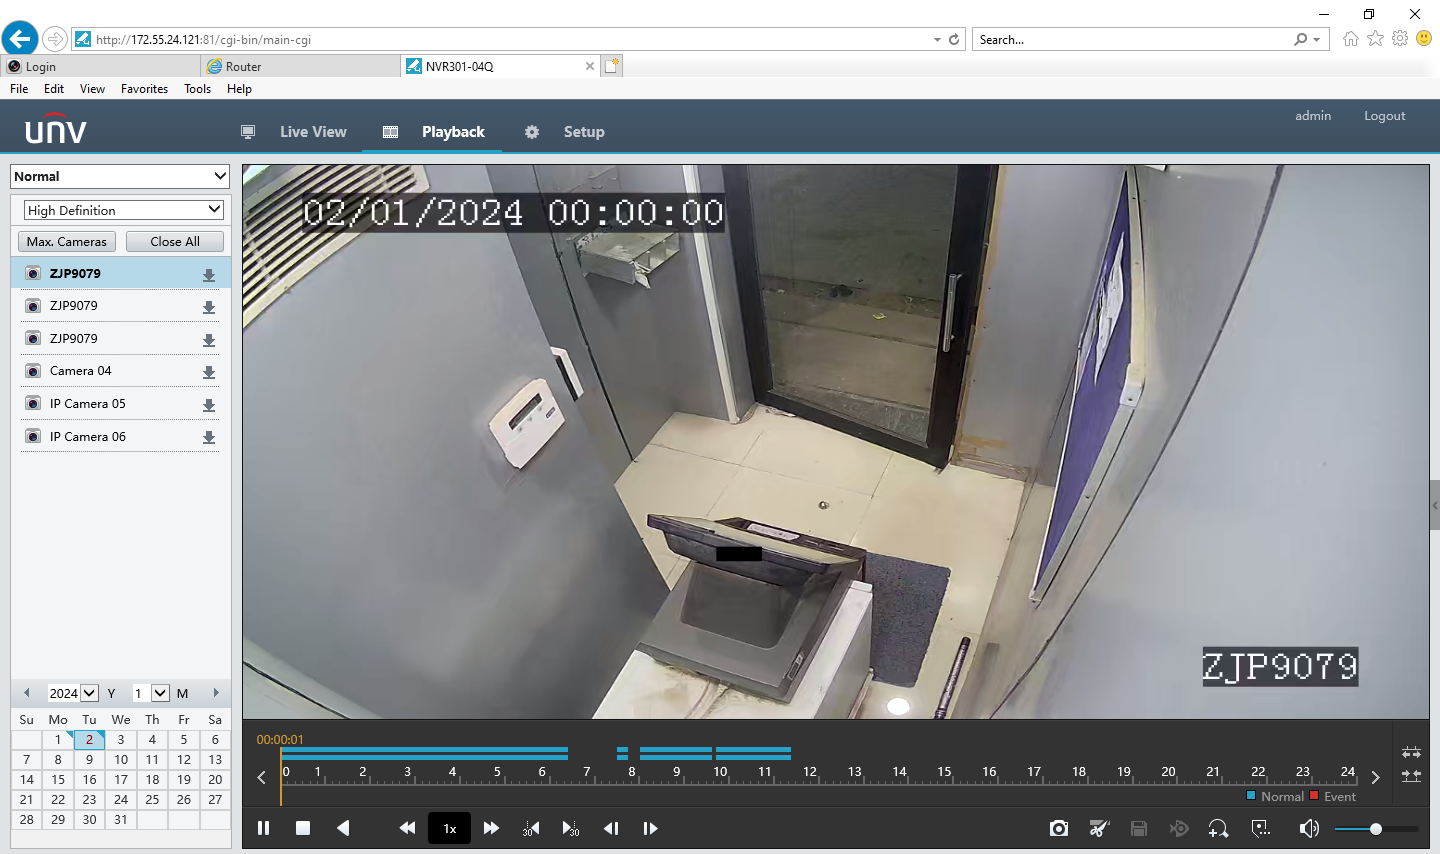 http://172.55.24.121:81/cgi-bin/main-cgi
Search...
Login
Router
NVR301-04Q
File Edit View Favorites Tools Help
unv
Live View
Playback
Setup
admin
Logout
Normal
High Definition
Max. Cameras
Close All
ZJP9079
ZJP9079
ZJP9079
Camera 04
IP Camera 05
IP Camera 06
02/01/2024 00:00:00
ZJP9079
2024 Y 1 M
Su Mo Tu We Th Fr Sa
1 2 3 4 5 6
7 8 9 10 11 12 13
14 15 16 17 18 19 20
21 22 23 24 25 26 27
28 29 30 31
00:00:01
0 1 2 3 4 5 6 7 8 9 10 11 12 13 14 15 16 17 18 19 20 21 22 23 24
Normal Event
1x
30
30